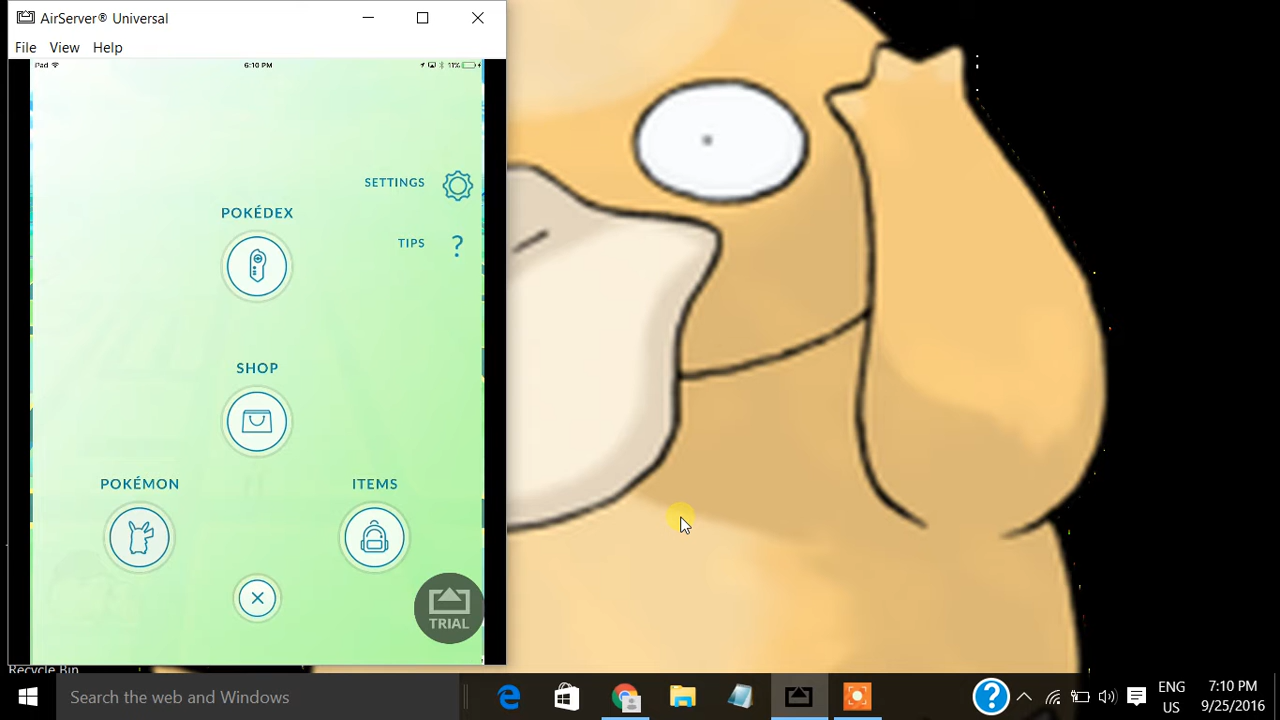 AirServer® Universal
File View Help
iPad 6:10 PM 11%
SETTINGS
POKÉDEX
TIPS ?
SHOP
POKÉMON ITEMS
TRIAL
Recycle Bin
Search the web and Windows
? ENG 7:10 PM
US 9/25/2016